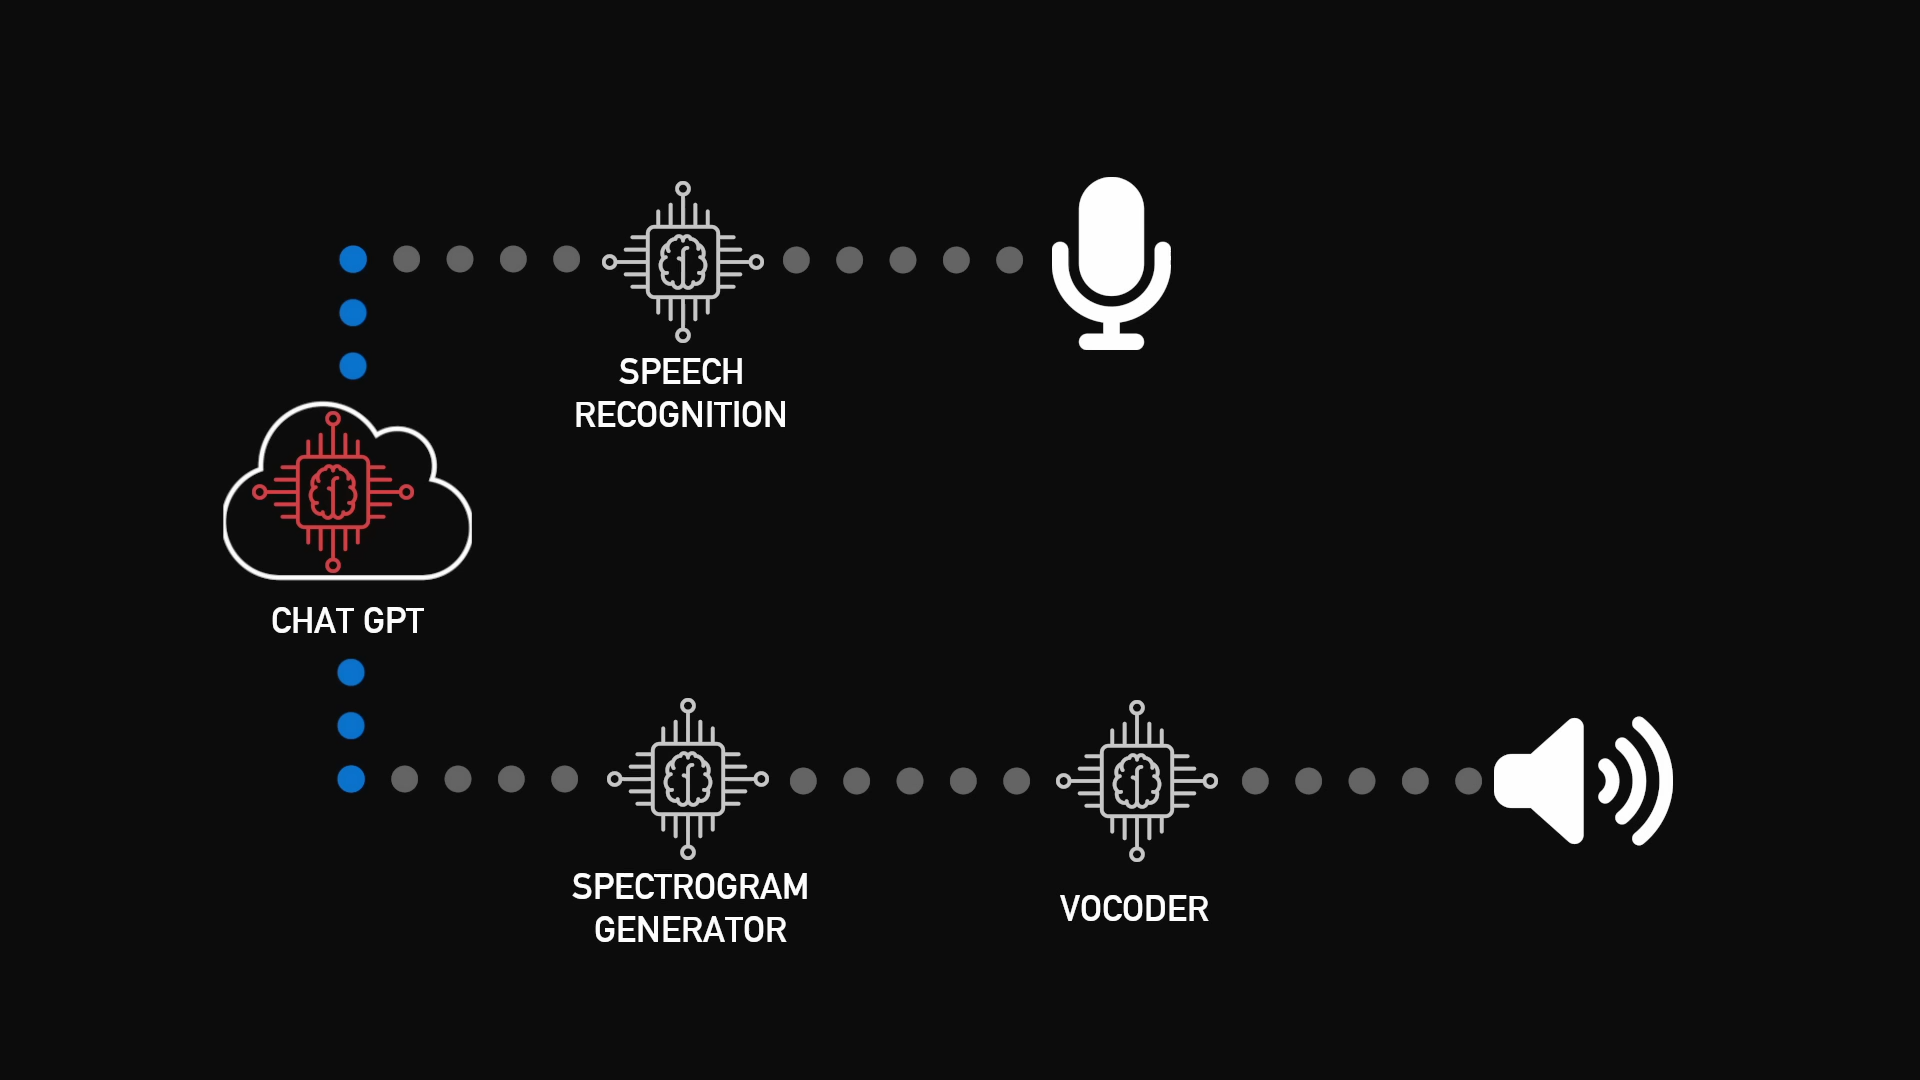 SPEECH
RECOGNITION
CHAT GPT
SPECTROGRAM
GENERATOR
VOCODER